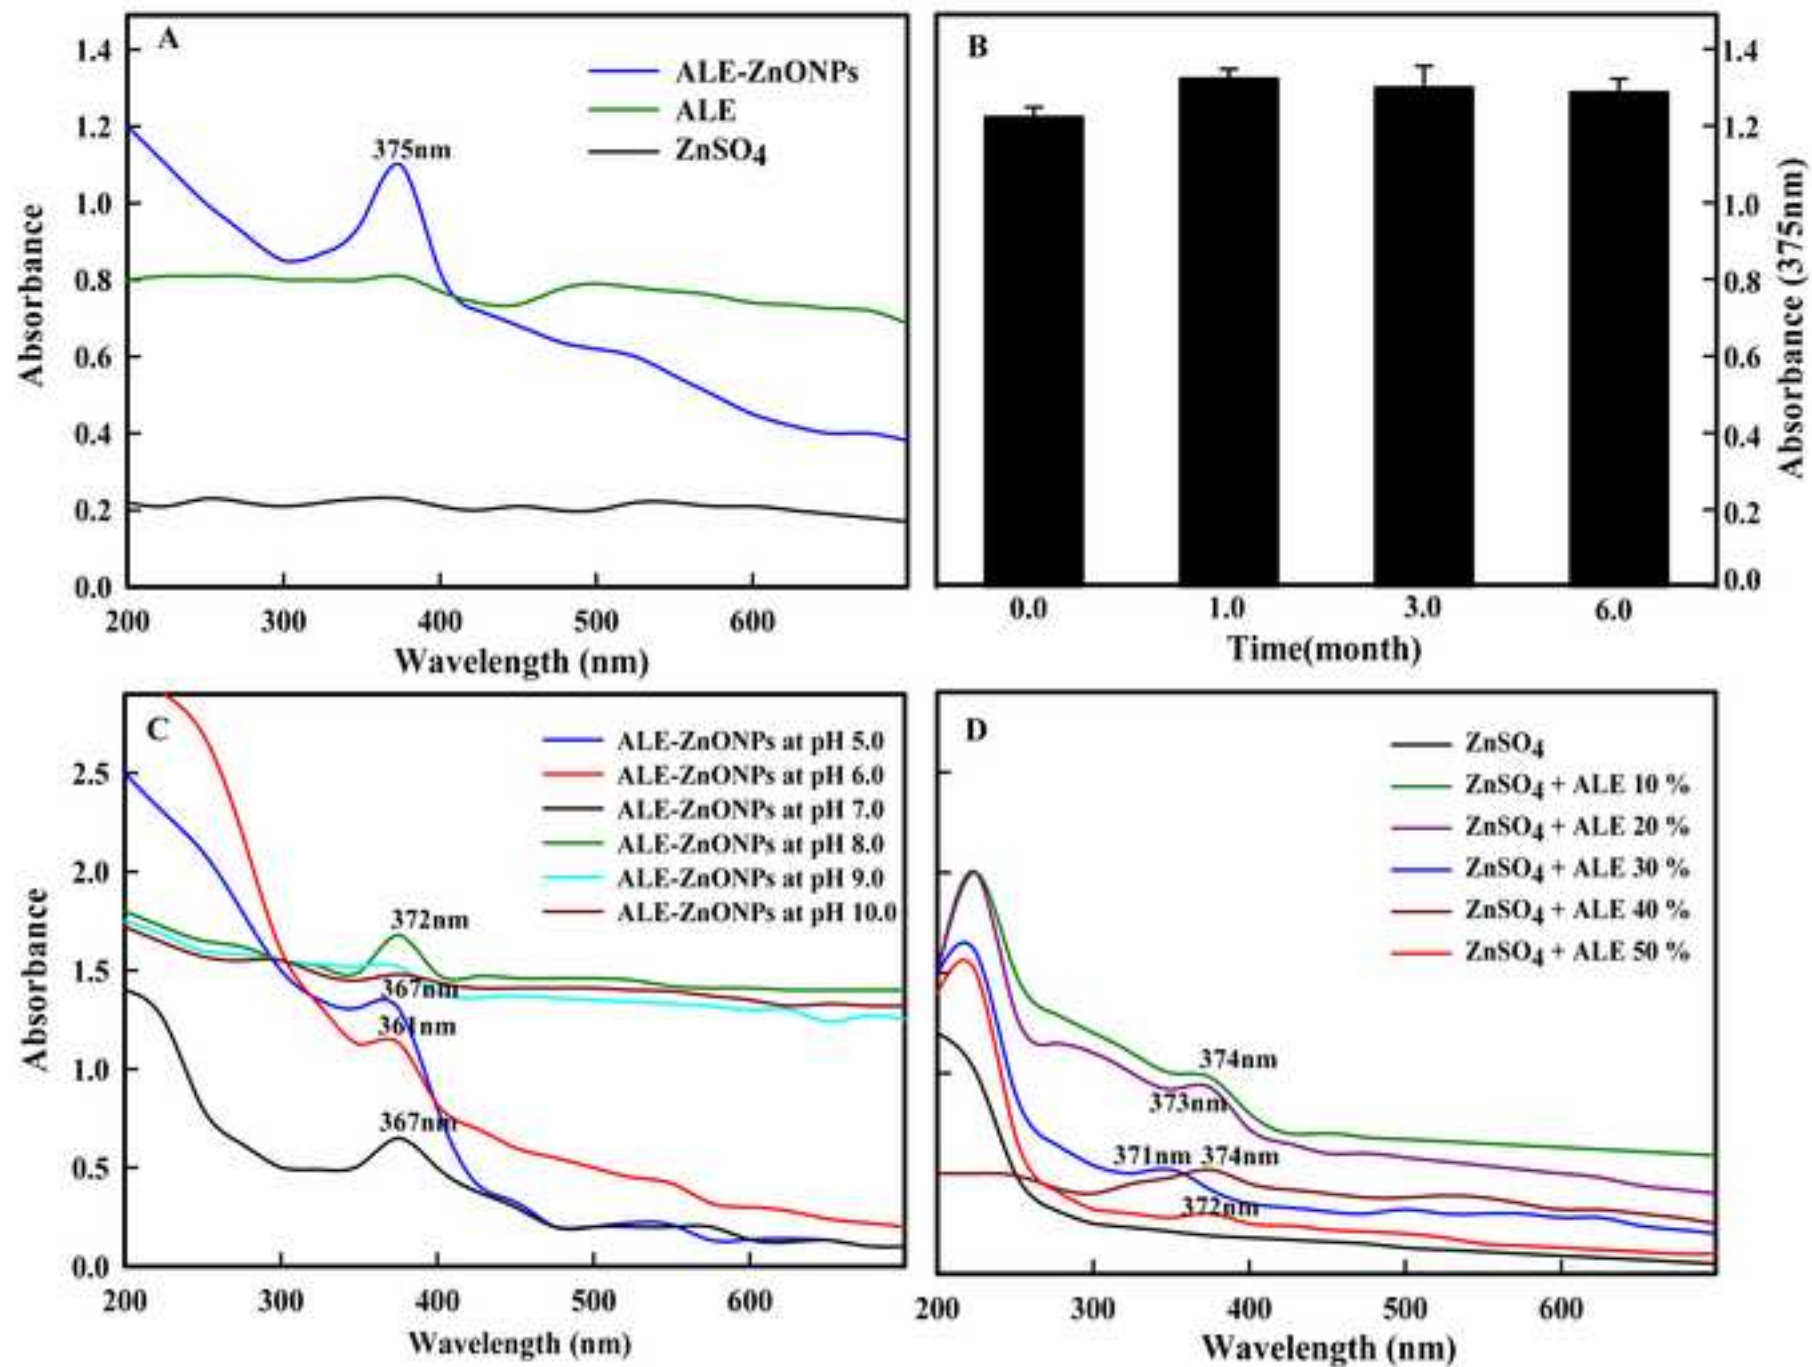 A
ALE-ZnONPs
ALE
ZnSO4
375nm
Absorbance
1.4
1.2
1.0
0.8
0.6
0.4
0.2
0.0
200 300 400 500 600
Wavelength (nm)
B
1.4
1.2
1.0
0.8
0.6
0.4
0.2
0.0
Absorbance (375nm)
0.0 1.0 3.0 6.0
Time(month)
C
ALE-ZnONPs at pH 5.0
ALE-ZnONPs at pH 6.0
ALE-ZnONPs at pH 7.0
ALE-ZnONPs at pH 8.0
ALE-ZnONPs at pH 9.0
ALE-ZnONPs at pH 10.0
372nm
367nm
361nm
367nm
Absorbance
2.5
2.0
1.5
1.0
0.5
0.0
200 300 400 500 600
Wavelength (nm)
D
ZnSO4
ZnSO4 + ALE 10 %
ZnSO4 + ALE 20 %
ZnSO4 + ALE 30 %
ZnSO4 + ALE 40 %
ZnSO4 + ALE 50 %
374nm
373nm
371nm 374nm
372nm
200 300 400 500 600
Wavelength (nm)